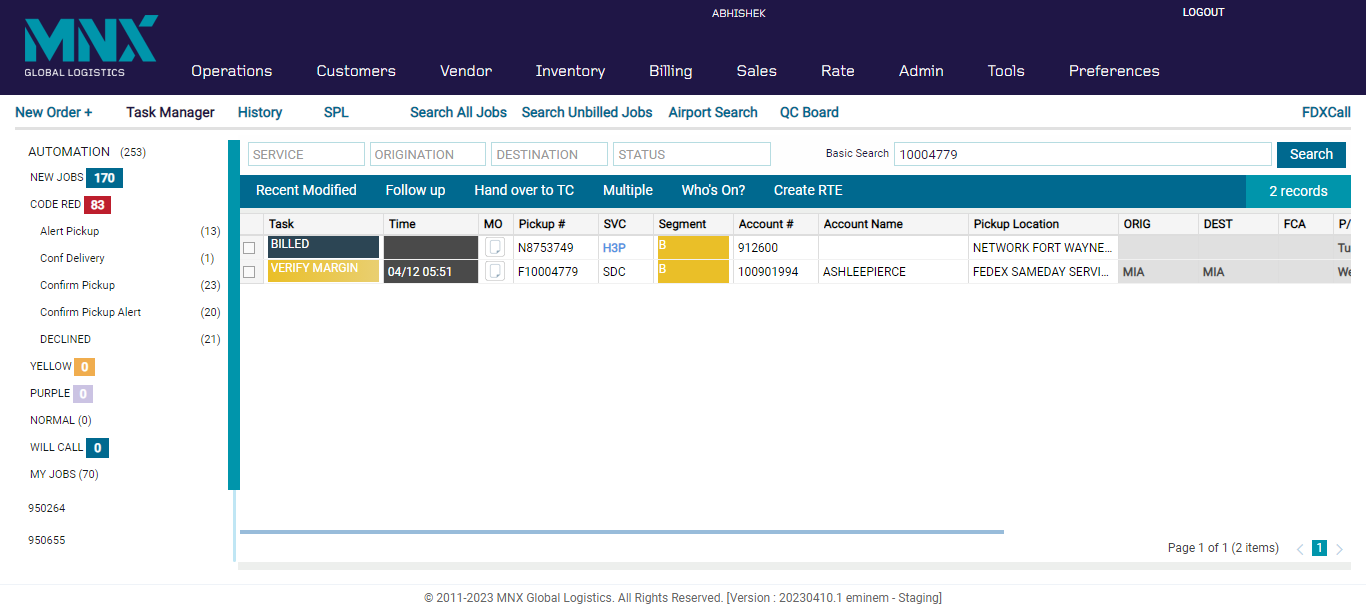 ABHISHEK LOGOUT
MNX
GLOBAL LOGISTICS
Operations Customers Vendor Inventory Billing Sales Rate Admin Tools Preferences
New Order + Task Manager History SPL Search All Jobs Search Unbilled Jobs Airport Search QC Board FDXCall
AUTOMATION (253)
NEW JOBS 170
CODE RED 83
Alert Pickup (13)
Conf Delivery (1)
Confirm Pickup (23)
Confirm Pickup Alert (20)
DECLINED (21)
YELLOW 0
PURPLE 0
NORMAL (0)
WILL CALL 0
MY JOBS (70)
950264
950655
SERVICE ORIGINATION DESTINATION STATUS Basic Search 10004779 Search
Recent Modified Follow up Hand over to TC Multiple Who's On? Create RTE 2 records
Task Time MO Pickup # SVC Segment Account # Account Name Pickup Location ORIG DEST FCA P/
BILLED N8753749 H3P B 912600 NETWORK FORT WAYNE... Tu
VERIFY MARGIN 04/12 05:51 F10004779 SDC B 100901994 ASHLEEPIERCE FEDEX SAMEDAY SERVI... MIA MIA We
Page 1 of 1 (2 items) < 1 >
© 2011-2023 MNX Global Logistics. All Rights Reserved. [Version : 20230410.1 eminem - Staging]